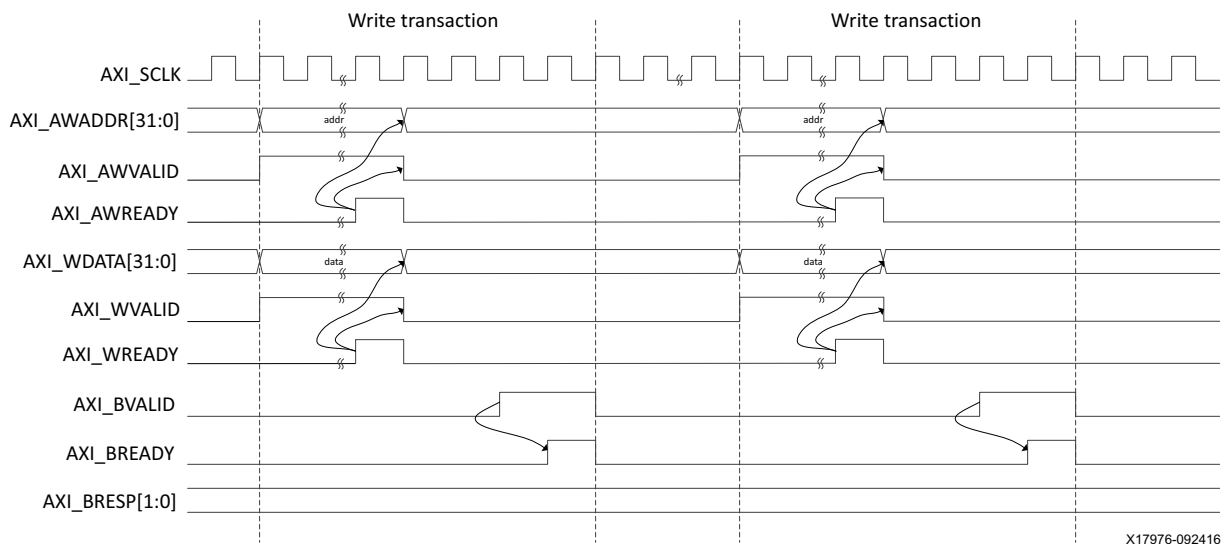 Write transaction Write transaction
AXI_SCLK
AXI_AWADDR[31:0] addr addr
AXI_AWVALID
AXI_AWREADY
AXI_WDATA[31:0] data data
AXI_WVALID
AXI_WREADY
AXI_BVALID
AXI_BREADY
AXI_BRESP[1:0]
X17976-092416